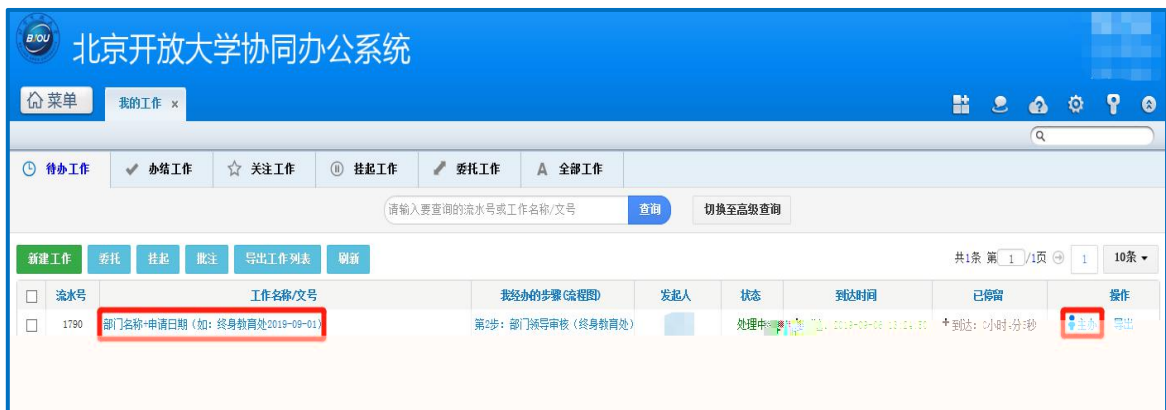 BJOU
北京开放大学协同办公系统
菜单 我的工作 x
待办工作 办结工作 关注工作 挂起工作 委托工作 A 全部工作
请输入要查询的流水号或工作名称/文号 查询 切换至高级查询
新建工作 委托 挂起 批注 导出工作列表 刷新 共1条 第 1 /1页 1 10条
流水号 工作名称/文号 我经办的步骤(流程图) 发起人 状态 到达时间 已停留 操作
1790 部门名称+申请日期（如：终身教育处2019-09-01） 第2步：部门领导审核（终身教育处） 处理中 到达： 主办 导出